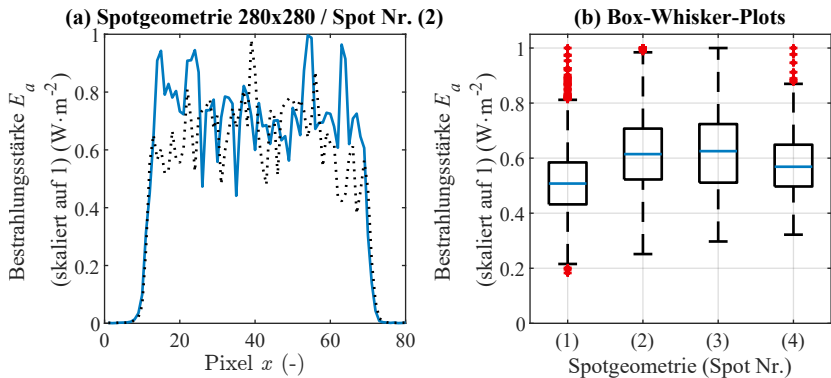 (a) Spotgeometrie 280x280 / Spot Nr. (2)
Bestrahlungsstärke E_a
(skaliert auf 1) (W·m⁻²)
1
0.8
0.6
0.4
0.2
0
0 20 40 60 80
Pixel x (-)
(b) Box-Whisker-Plots
Bestrahlungsstärke E_a
(skaliert auf 1) (W·m⁻²)
1
0.8
0.6
0.4
0.2
0
(1) (2) (3) (4)
Spotgeometrie (Spot Nr.)